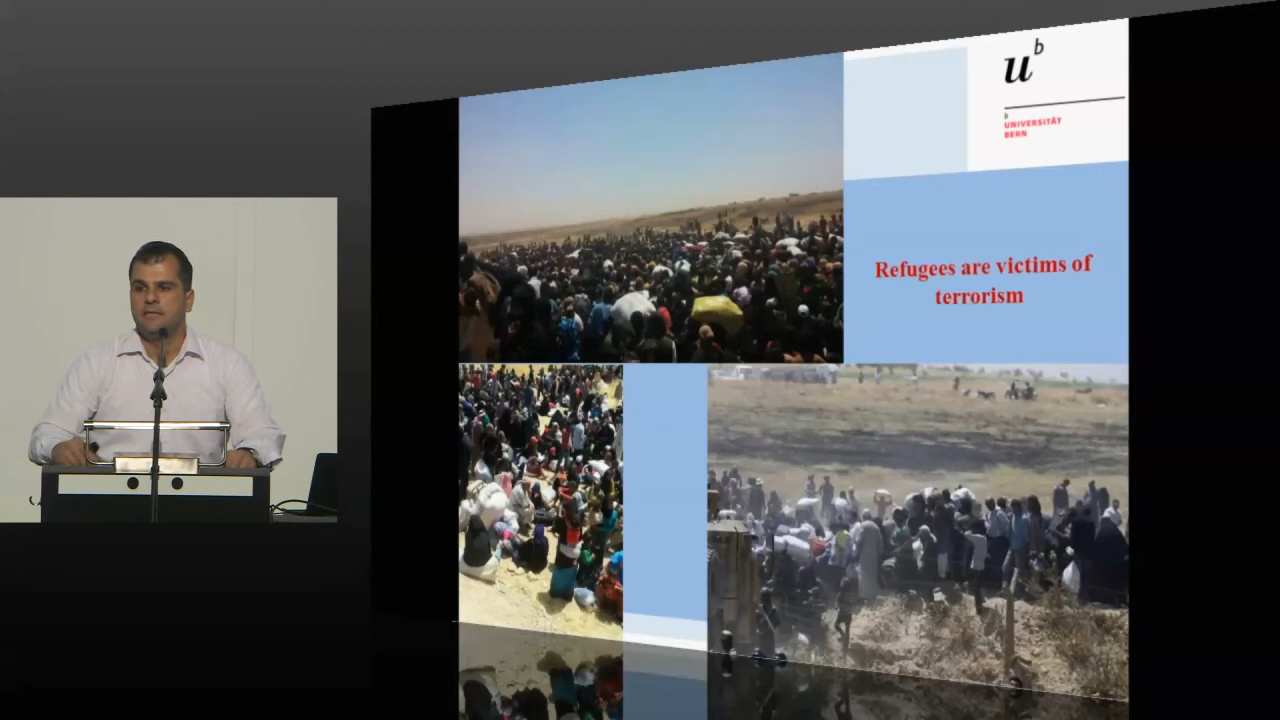 u b
b
UNIVERSITÄT
BERN
Refugees are victims of
terrorism